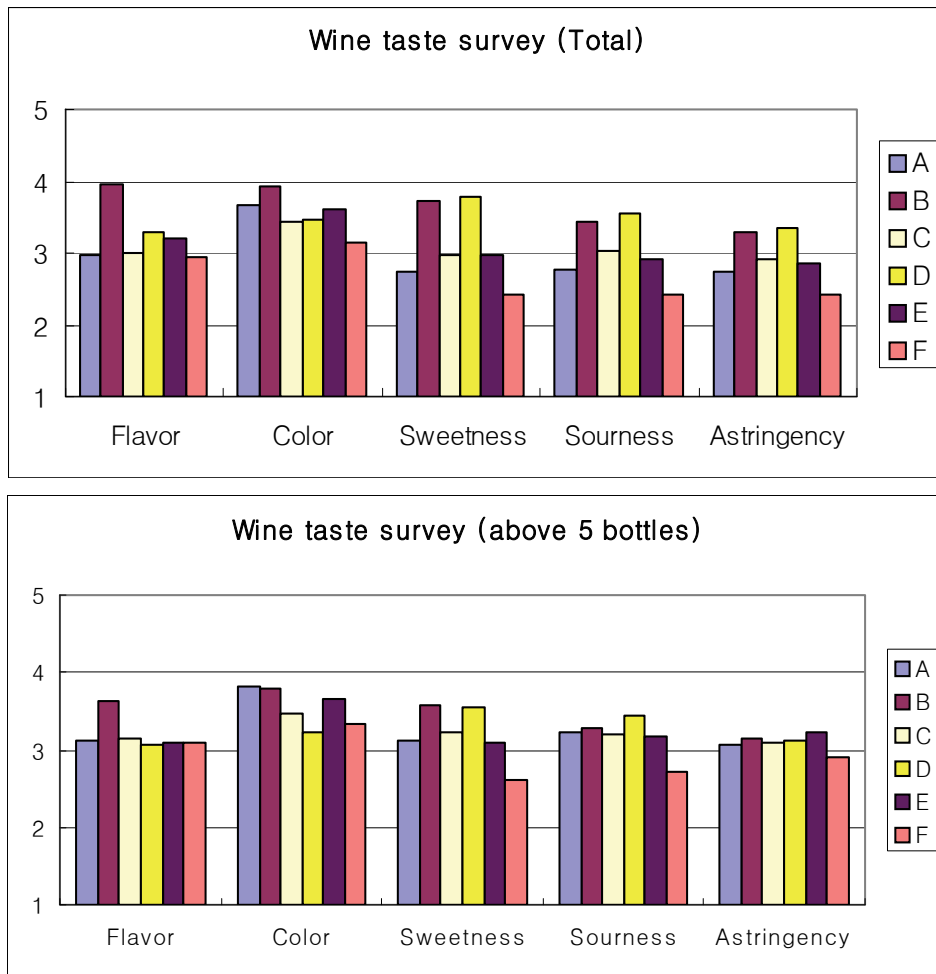 Wine taste survey (Total)
5
4
3
2
1
Flavor Color Sweetness Sourness Astringency
A
B
C
D
E
F
Wine taste survey (above 5 bottles)
5
4
3
2
1
Flavor Color Sweetness Sourness Astringency
A
B
C
D
E
F